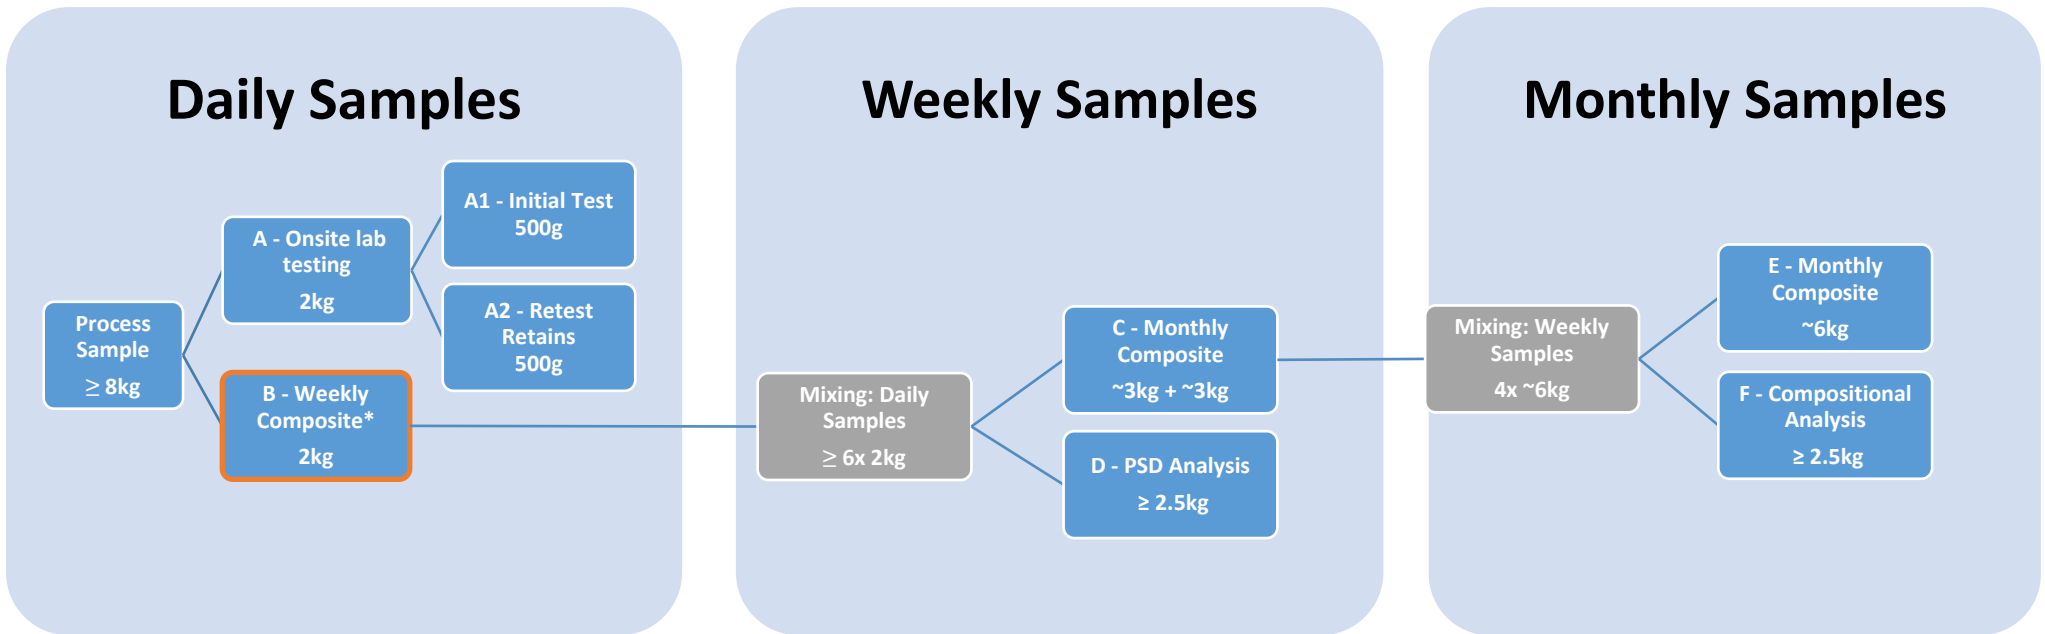 Daily Samples
Process
Sample
≥ 8kg
A - Onsite lab
testing
2kg
B - Weekly
Composite*
2kg
A1 - Initial Test
500g
A2 - Retest
Retains
500g
Weekly Samples
Mixing: Daily
Samples
≥ 6x 2kg
C - Monthly
Composite
~3kg + ~3kg
D - PSD Analysis
≥ 2.5kg
Monthly Samples
Mixing: Weekly
Samples
4x ~6kg
E - Monthly
Composite
~6kg
F - Compositional
Analysis
≥ 2.5kg